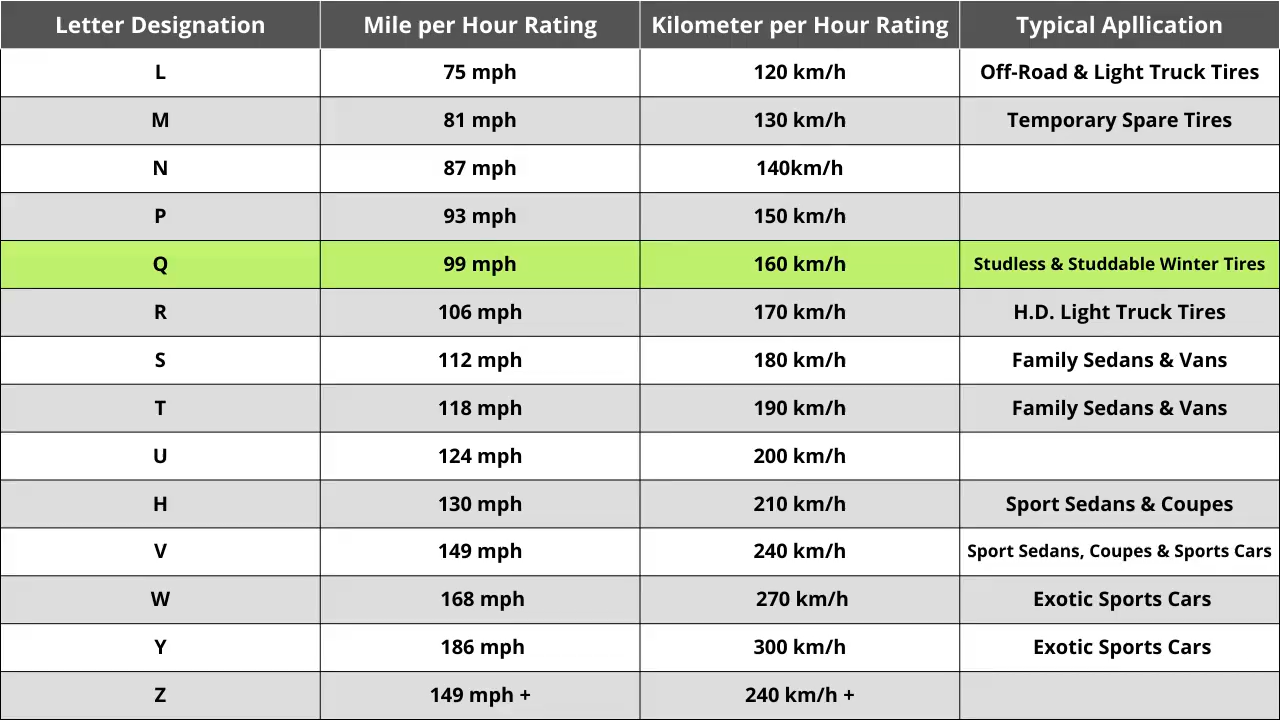 Letter Designation Mile per Hour Rating Kilometer per Hour Rating Typical Apllication
L 75 mph 120 km/h Off-Road & Light Truck Tires
M 81 mph 130 km/h Temporary Spare Tires
N 87 mph 140km/h
P 93 mph 150 km/h
Q 99 mph 160 km/h Studless & Studdable Winter Tires
R 106 mph 170 km/h H.D. Light Truck Tires
S 112 mph 180 km/h Family Sedans & Vans
T 118 mph 190 km/h Family Sedans & Vans
U 124 mph 200 km/h
H 130 mph 210 km/h Sport Sedans & Coupes
V 149 mph 240 km/h Sport Sedans, Coupes & Sports Cars
W 168 mph 270 km/h Exotic Sports Cars
Y 186 mph 300 km/h Exotic Sports Cars
Z 149 mph + 240 km/h +